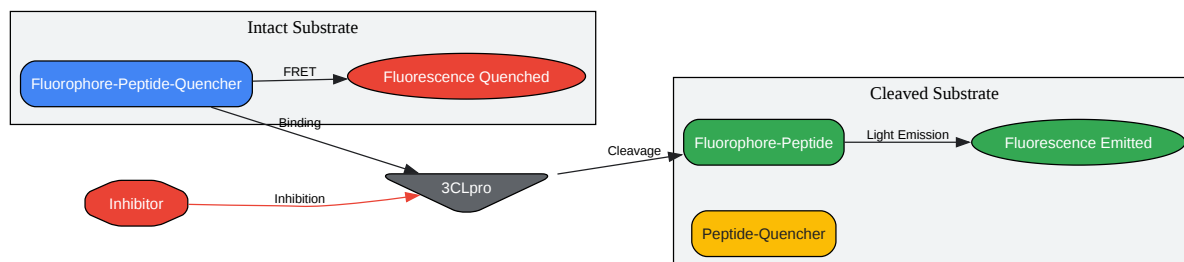 Intact Substrate
Fluorophore-Peptide-Quencher
FRET
Fluorescence Quenched
Binding
Inhibitor
Inhibition
3CLpro
Cleavage
Cleaved Substrate
Fluorophore-Peptide
Light Emission
Fluorescence Emitted
Peptide-Quencher